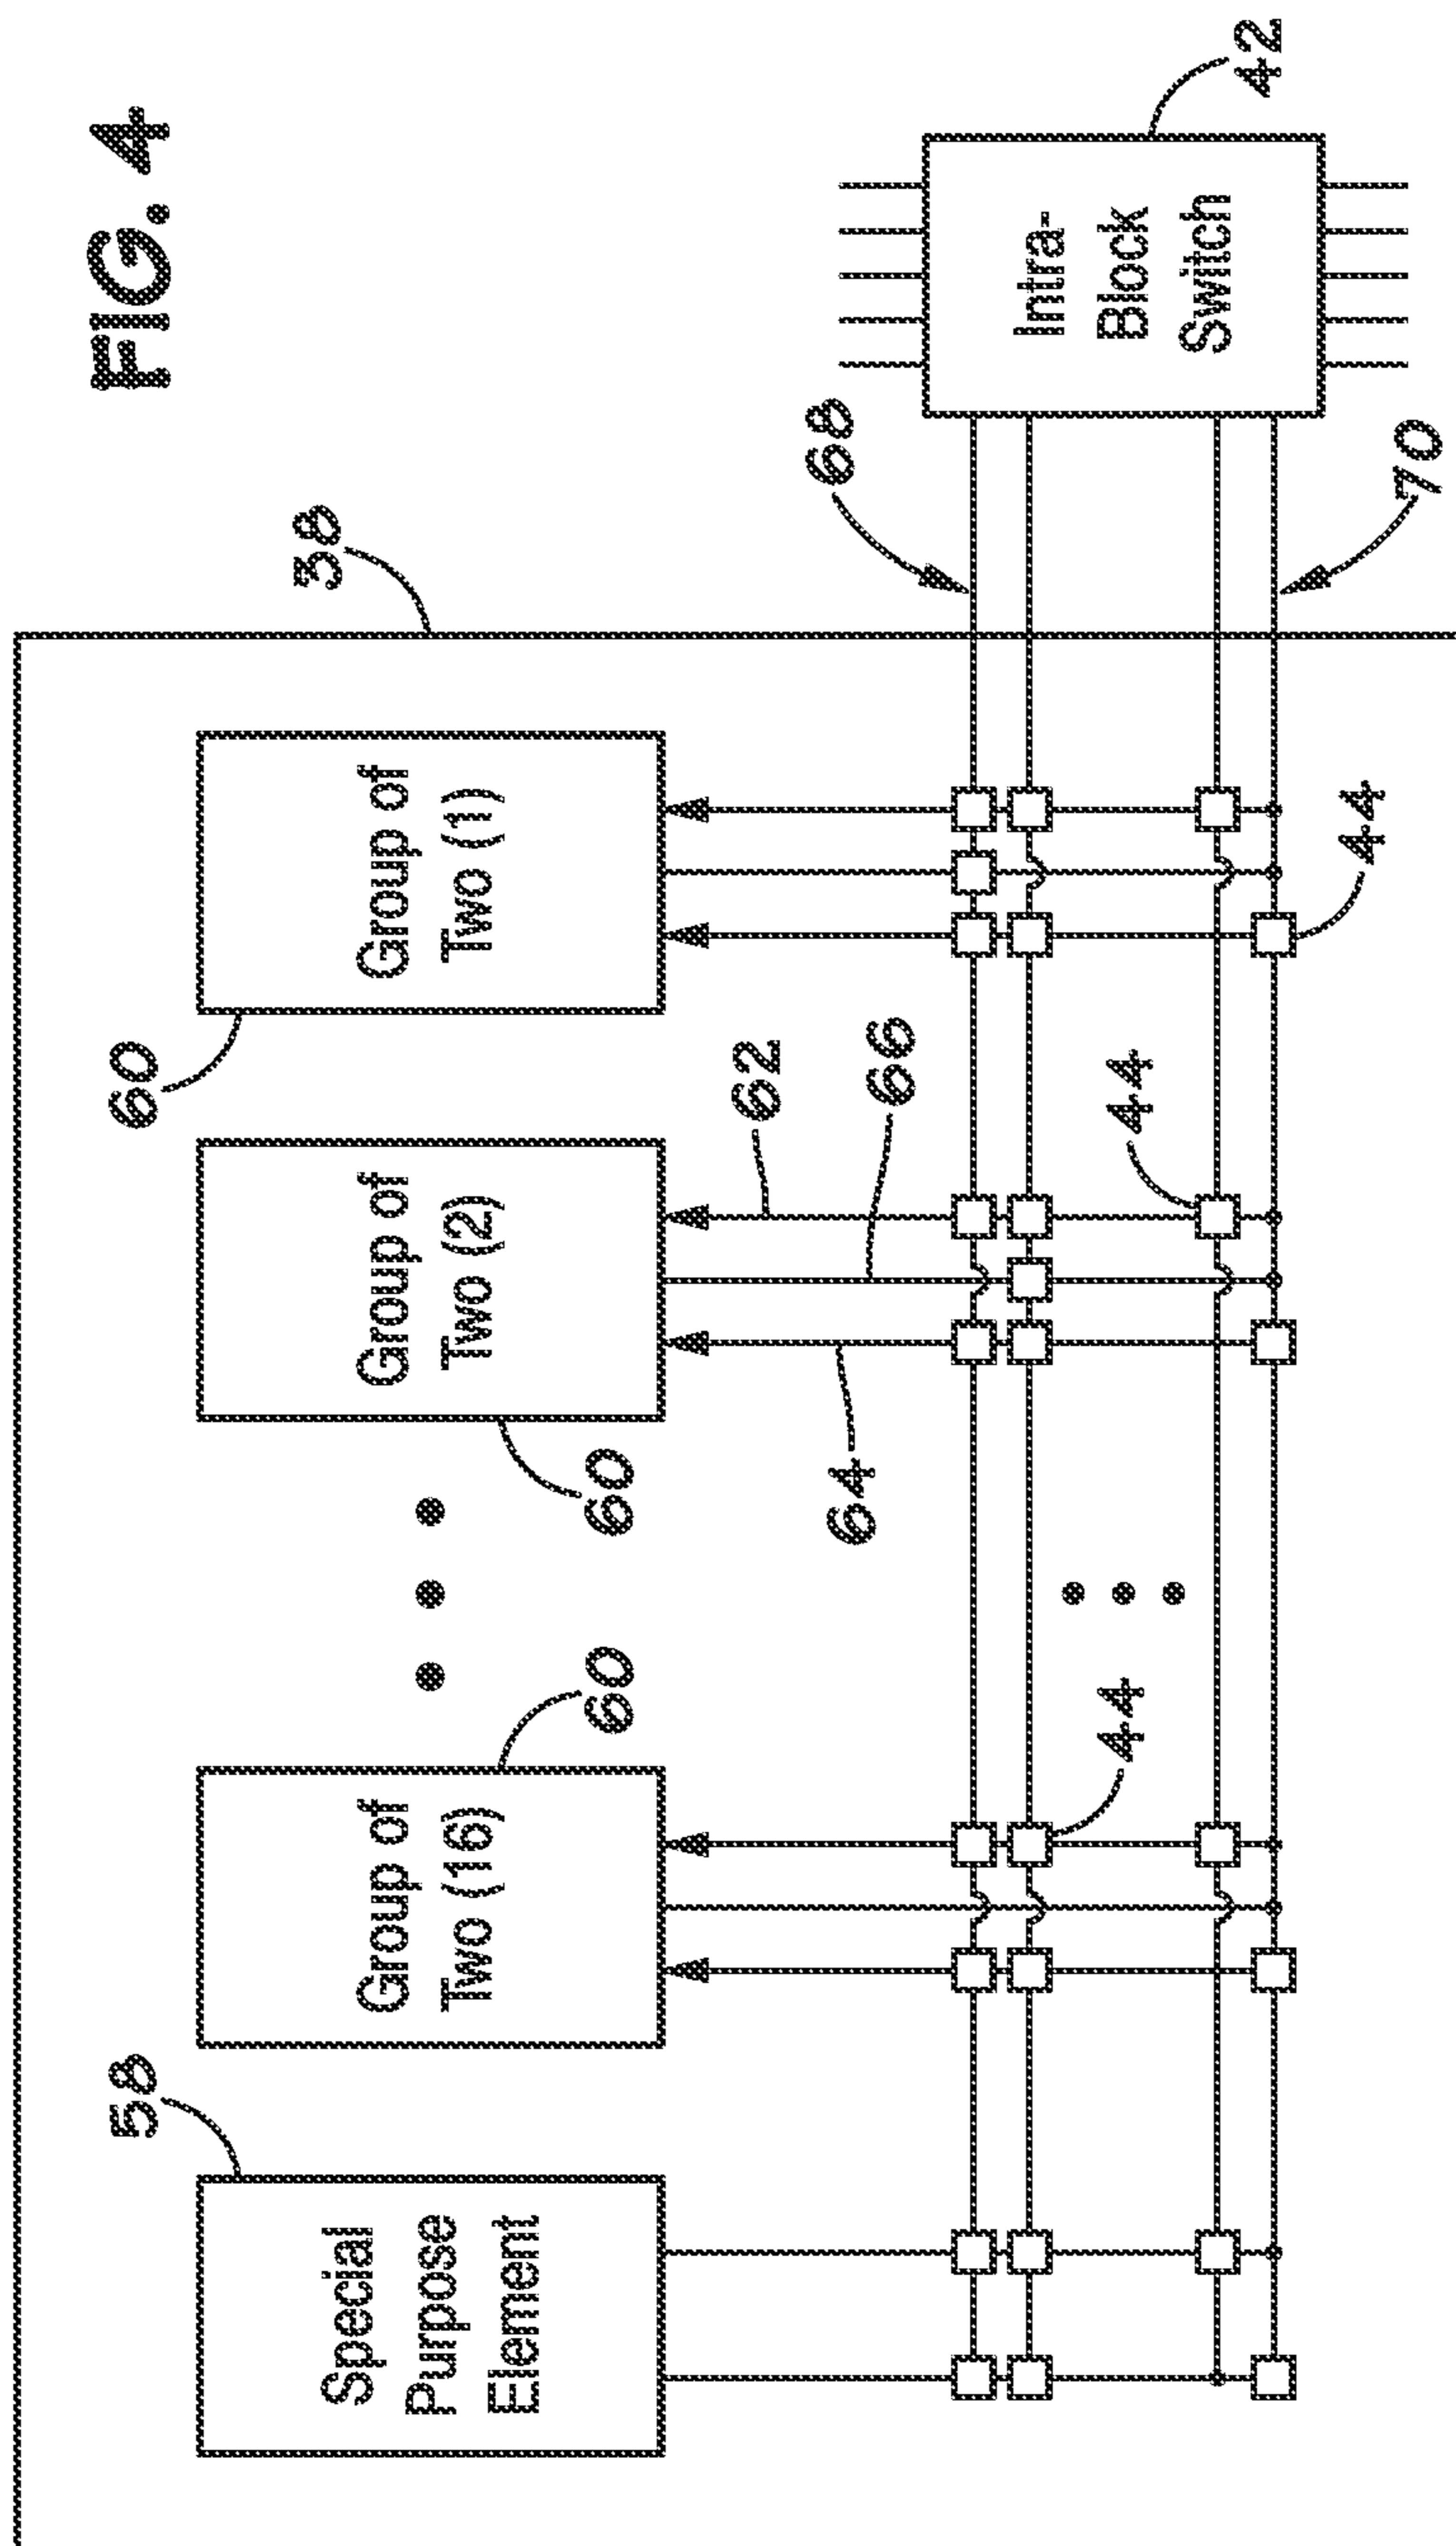 FIG. 4
38
58
Special
Purpose
Element
60
Group of
Two (16)
60
Group of
Two (2)
60
Group of
Two (1)
62
66
64
44
44
44
68
70
Intra-
Block
Switch
42